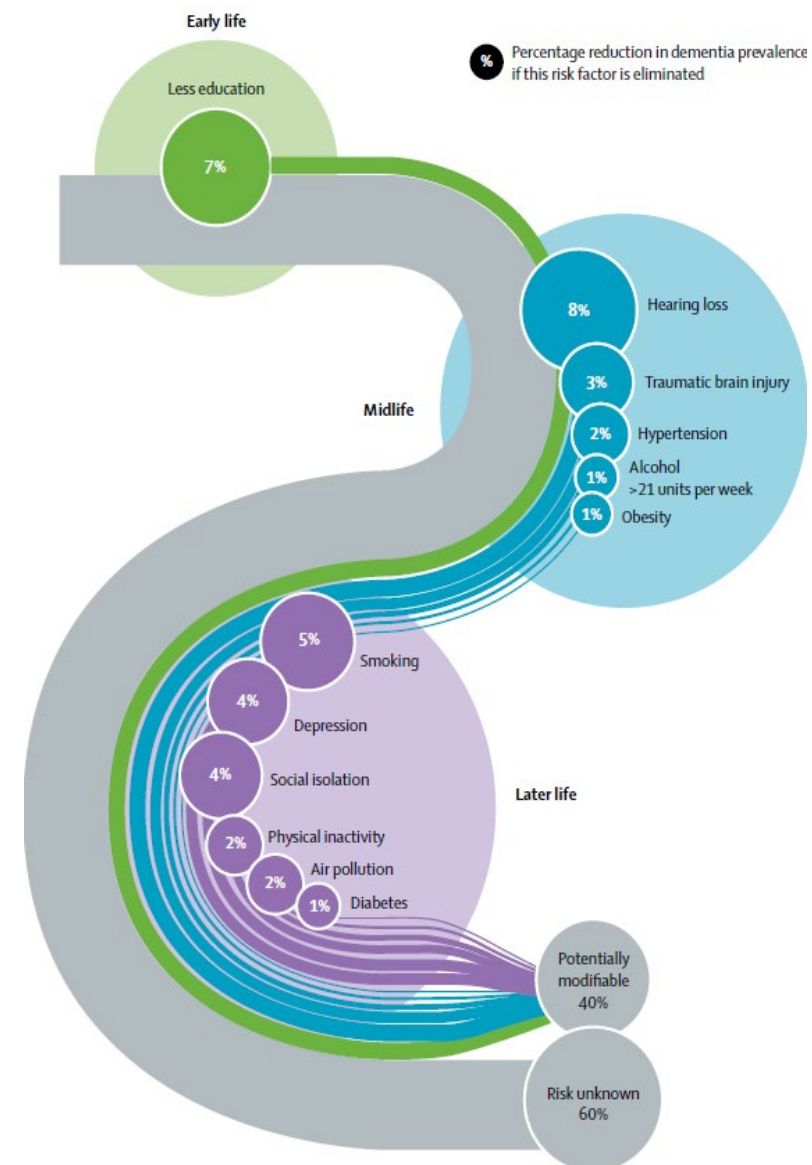 Early life
% Percentage reduction in dementia prevalence
if this risk factor is eliminated
Less education
7%
8% Hearing loss
3% Traumatic brain injury
Midlife
2% Hypertension
1% Alcohol
>21 units per week
1% Obesity
5%
Smoking
4%
Depression
4% Social isolation
Later life
2% Physical inactivity
2% Air pollution
1% Diabetes
Potentially
modifiable
40%
Risk unknown
60%